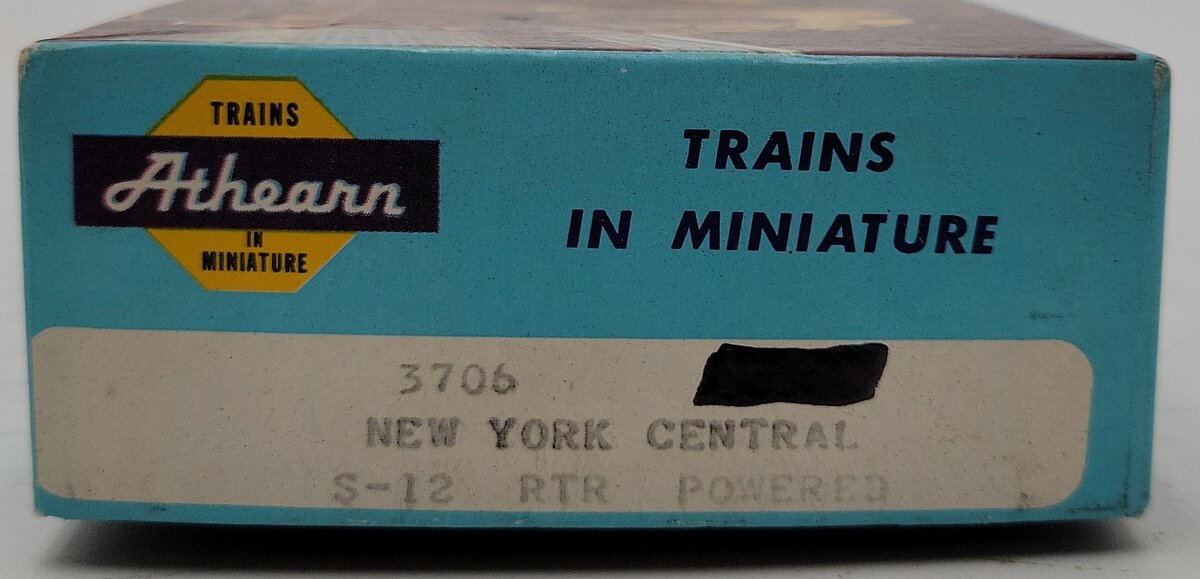 TRAINS
Athearn
IN
MINIATURE
TRAINS
IN MINIATURE
3706
NEW YORK CENTRAL
S-12 RTR POWERED